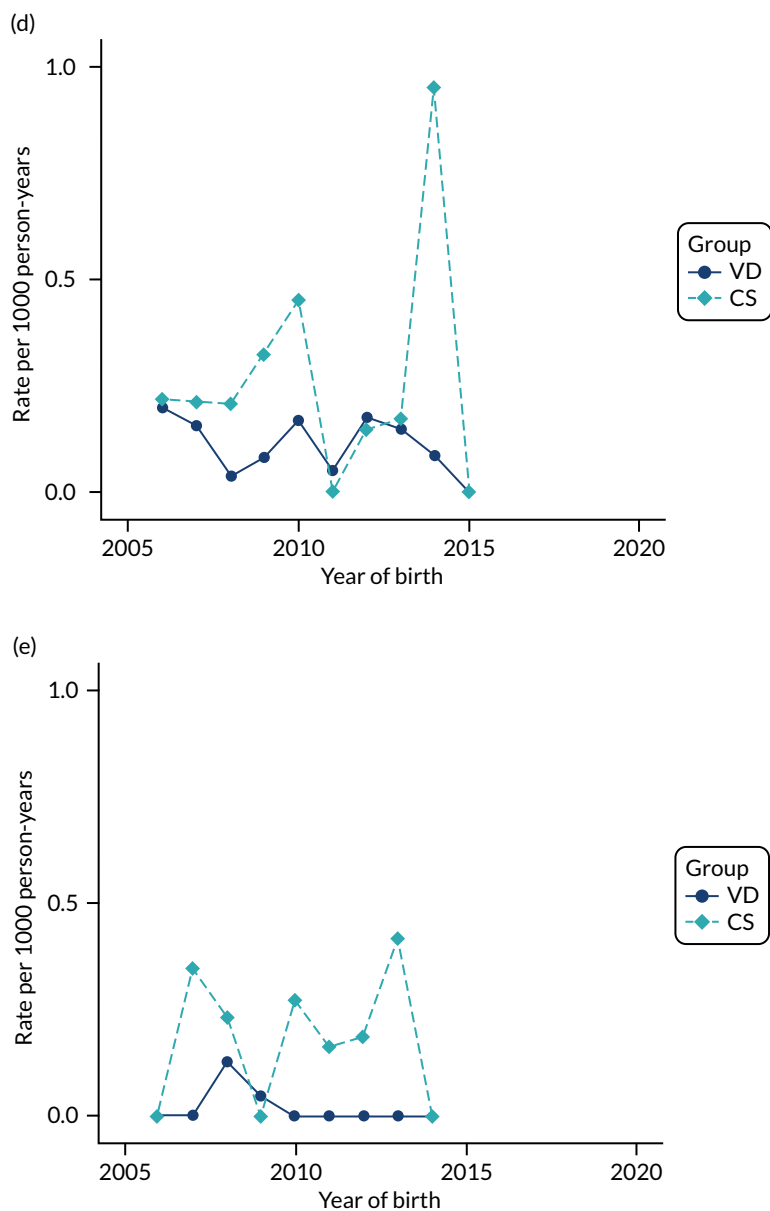 (d)
1.0
0.5
0.0
Rate per 1000 person-years
2005 2010 2015 2020
Year of birth
Group
VD
CS
(e)
1.0
0.5
0.0
Rate per 1000 person-years
2005 2010 2015 2020
Year of birth
Group
VD
CS